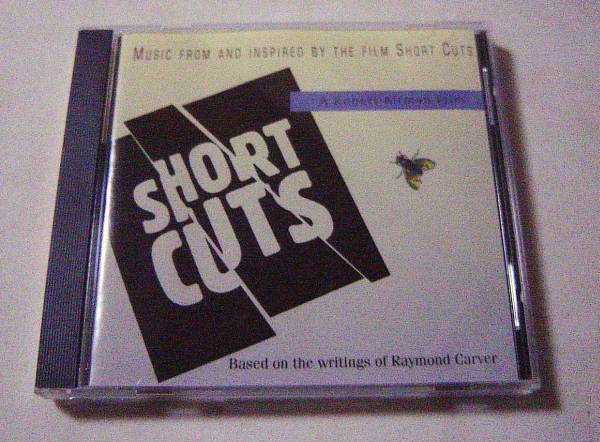 MUSIC FROM AND INSPIRED BY THE FILM SHORT CUTS
A Robert Altman Film
SHORT
CUTS
Based on the writings of Raymond Carver